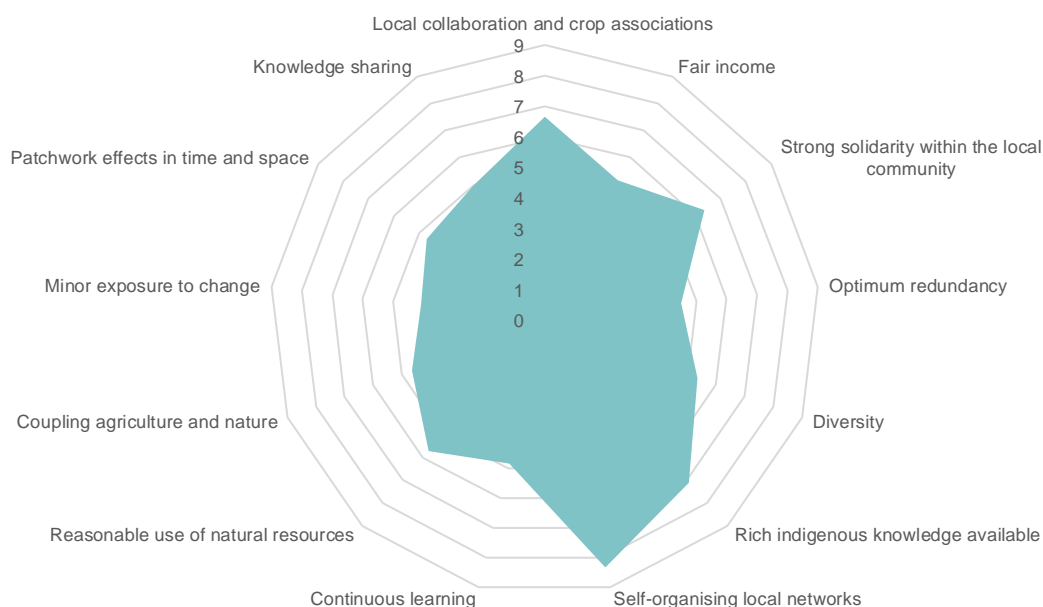 Local collaboration and crop associations
9
Knowledge sharing
Fair income
8
7
Patchwork effects in time and space
6
Strong solidarity within the local
community
5
4
3
Minor exposure to change
2
Optimum redundancy
1
0
Coupling agriculture and nature
Diversity
Reasonable use of natural resources
Rich indigenous knowledge available
Continuous learning
Self-organising local networks